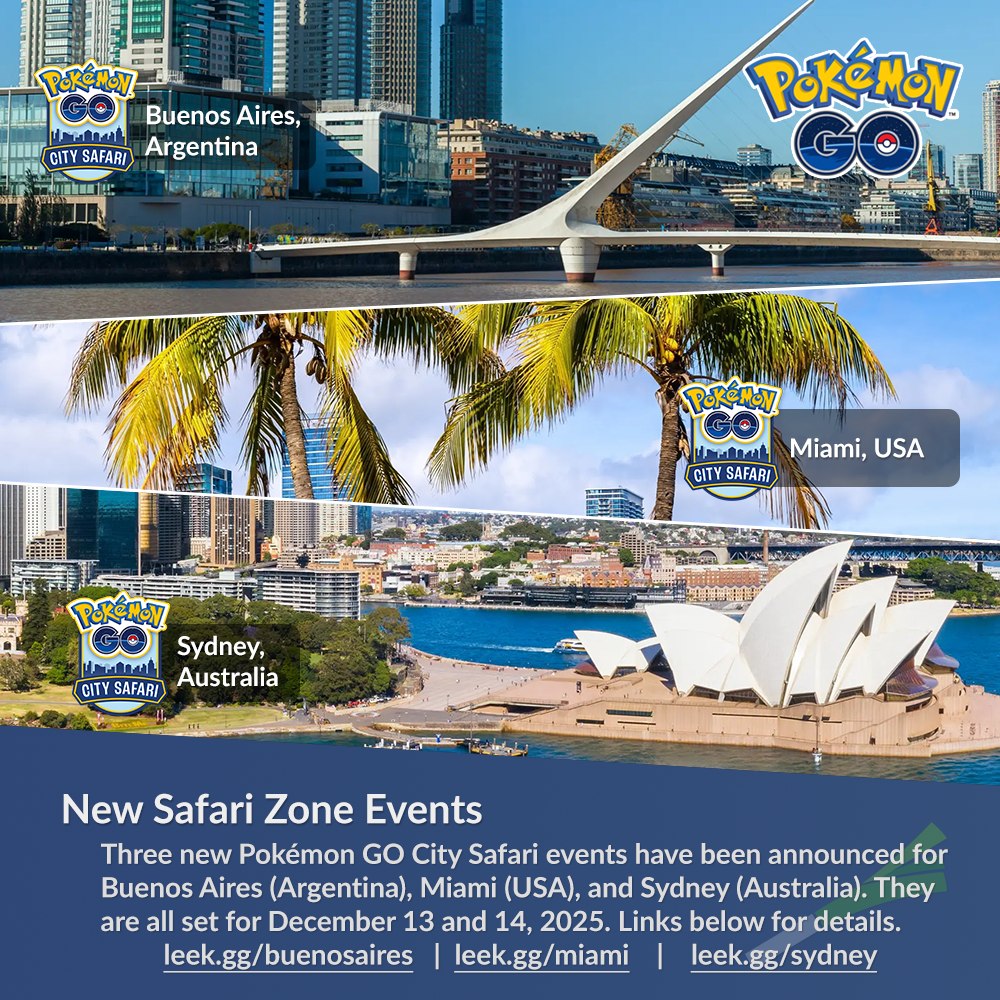 POKÉMON
GO
POKÉMON
GO
CITY SAFARI
Buenos Aires,
Argentina
POKÉMON
GO
CITY SAFARI
Miami, USA
POKÉMON
GO
CITY SAFARI
Sydney,
Australia
New Safari Zone Events
Three new Pokémon GO City Safari events have been announced for
Buenos Aires (Argentina), Miami (USA), and Sydney (Australia). They
are all set for December 13 and 14, 2025. Links below for details.
leek.gg/buenosaires | leek.gg/miami | leek.gg/sydney